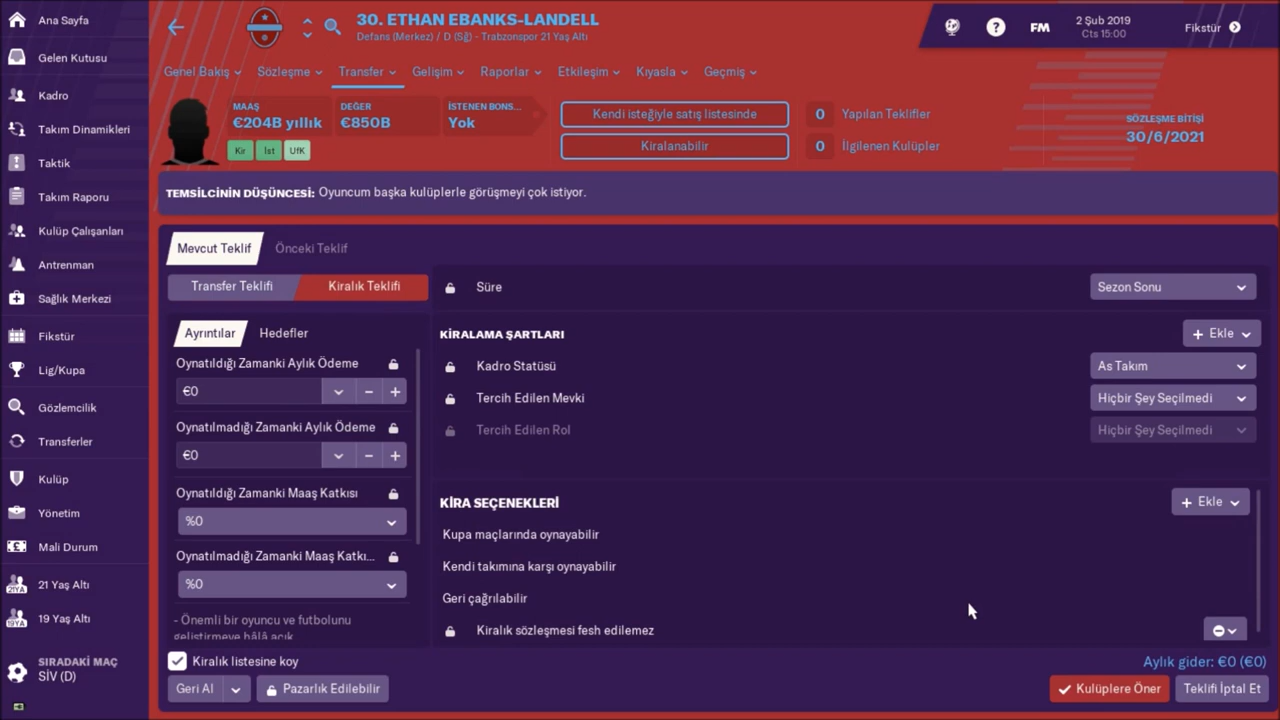 Ana Sayfa
Gelen Kutusu
Kadro
Takım Dinamikleri
Taktik
Takım Raporu
Kulüp Çalışanları
Antrenman
Sağlık Merkezi
Fikstür
Lig/Kupa
Gözlemcilik
Transferler
Kulüp
Yönetim
Mali Durum
21YA 21 Yaş Altı
19YA 19 Yaş Altı
SIRADAKİ MAÇ
SİV (D)
30. ETHAN EBANKS-LANDELL
Defans (Merkez) / D (Sğ) - Trabzonspor 21 Yaş Altı
? FM
2 Şub 2019
Cts 15:00
Fikstür
Genel Bakış Sözleşme Transfer Gelişim Raporlar Etkileşim Kıyasla Geçmiş
MAAŞ
€204B yıllık
DEĞER
€850B
İSTENEN BONS...
Yok
Kir İst UfK
Kendi isteğiyle satış listesinde
Kiralanabilir
0 Yapılan Teklifler
0 İlgilenen Kulüpler
SÖZLEŞME BİTİŞİ
30/6/2021
TEMSİLCİNİN DÜŞÜNCESİ: Oyuncum başka kulüplerle görüşmeyi çok istiyor.
Mevcut Teklif Önceki Teklif
Transfer Teklifi Kiralık Teklifi
Ayrıntılar Hedefler
Oynatıldığı Zamanki Aylık Ödeme
€0 - +
Oynatılmadığı Zamanki Aylık Ödeme
€0 - +
Oynatıldığı Zamanki Maaş Katkısı
%0
Oynatılmadığı Zamanki Maaş Katkı...
%0
- Önemli bir oyuncu ve futbolunu
geliştirmeye hâlâ açık
Süre Sezon Sonu
KİRALAMA ŞARTLARI + Ekle
Kadro Statüsü As Takım
Tercih Edilen Mevki Hiçbir Şey Seçilmedi
Tercih Edilen Rol Hiçbir Şey Seçilmedi
KİRA SEÇENEKLERİ + Ekle
Kupa maçlarında oynayabilir
Kendi takımına karşı oynayabilir
Geri çağrılabilir
Kiralık sözleşmesi fesh edilemez
Kiralık listesine koy
Aylık gider: €0 (€0)
Geri Al Pazarlık Edilebilir
Kulüplere Öner Teklifi İptal Et